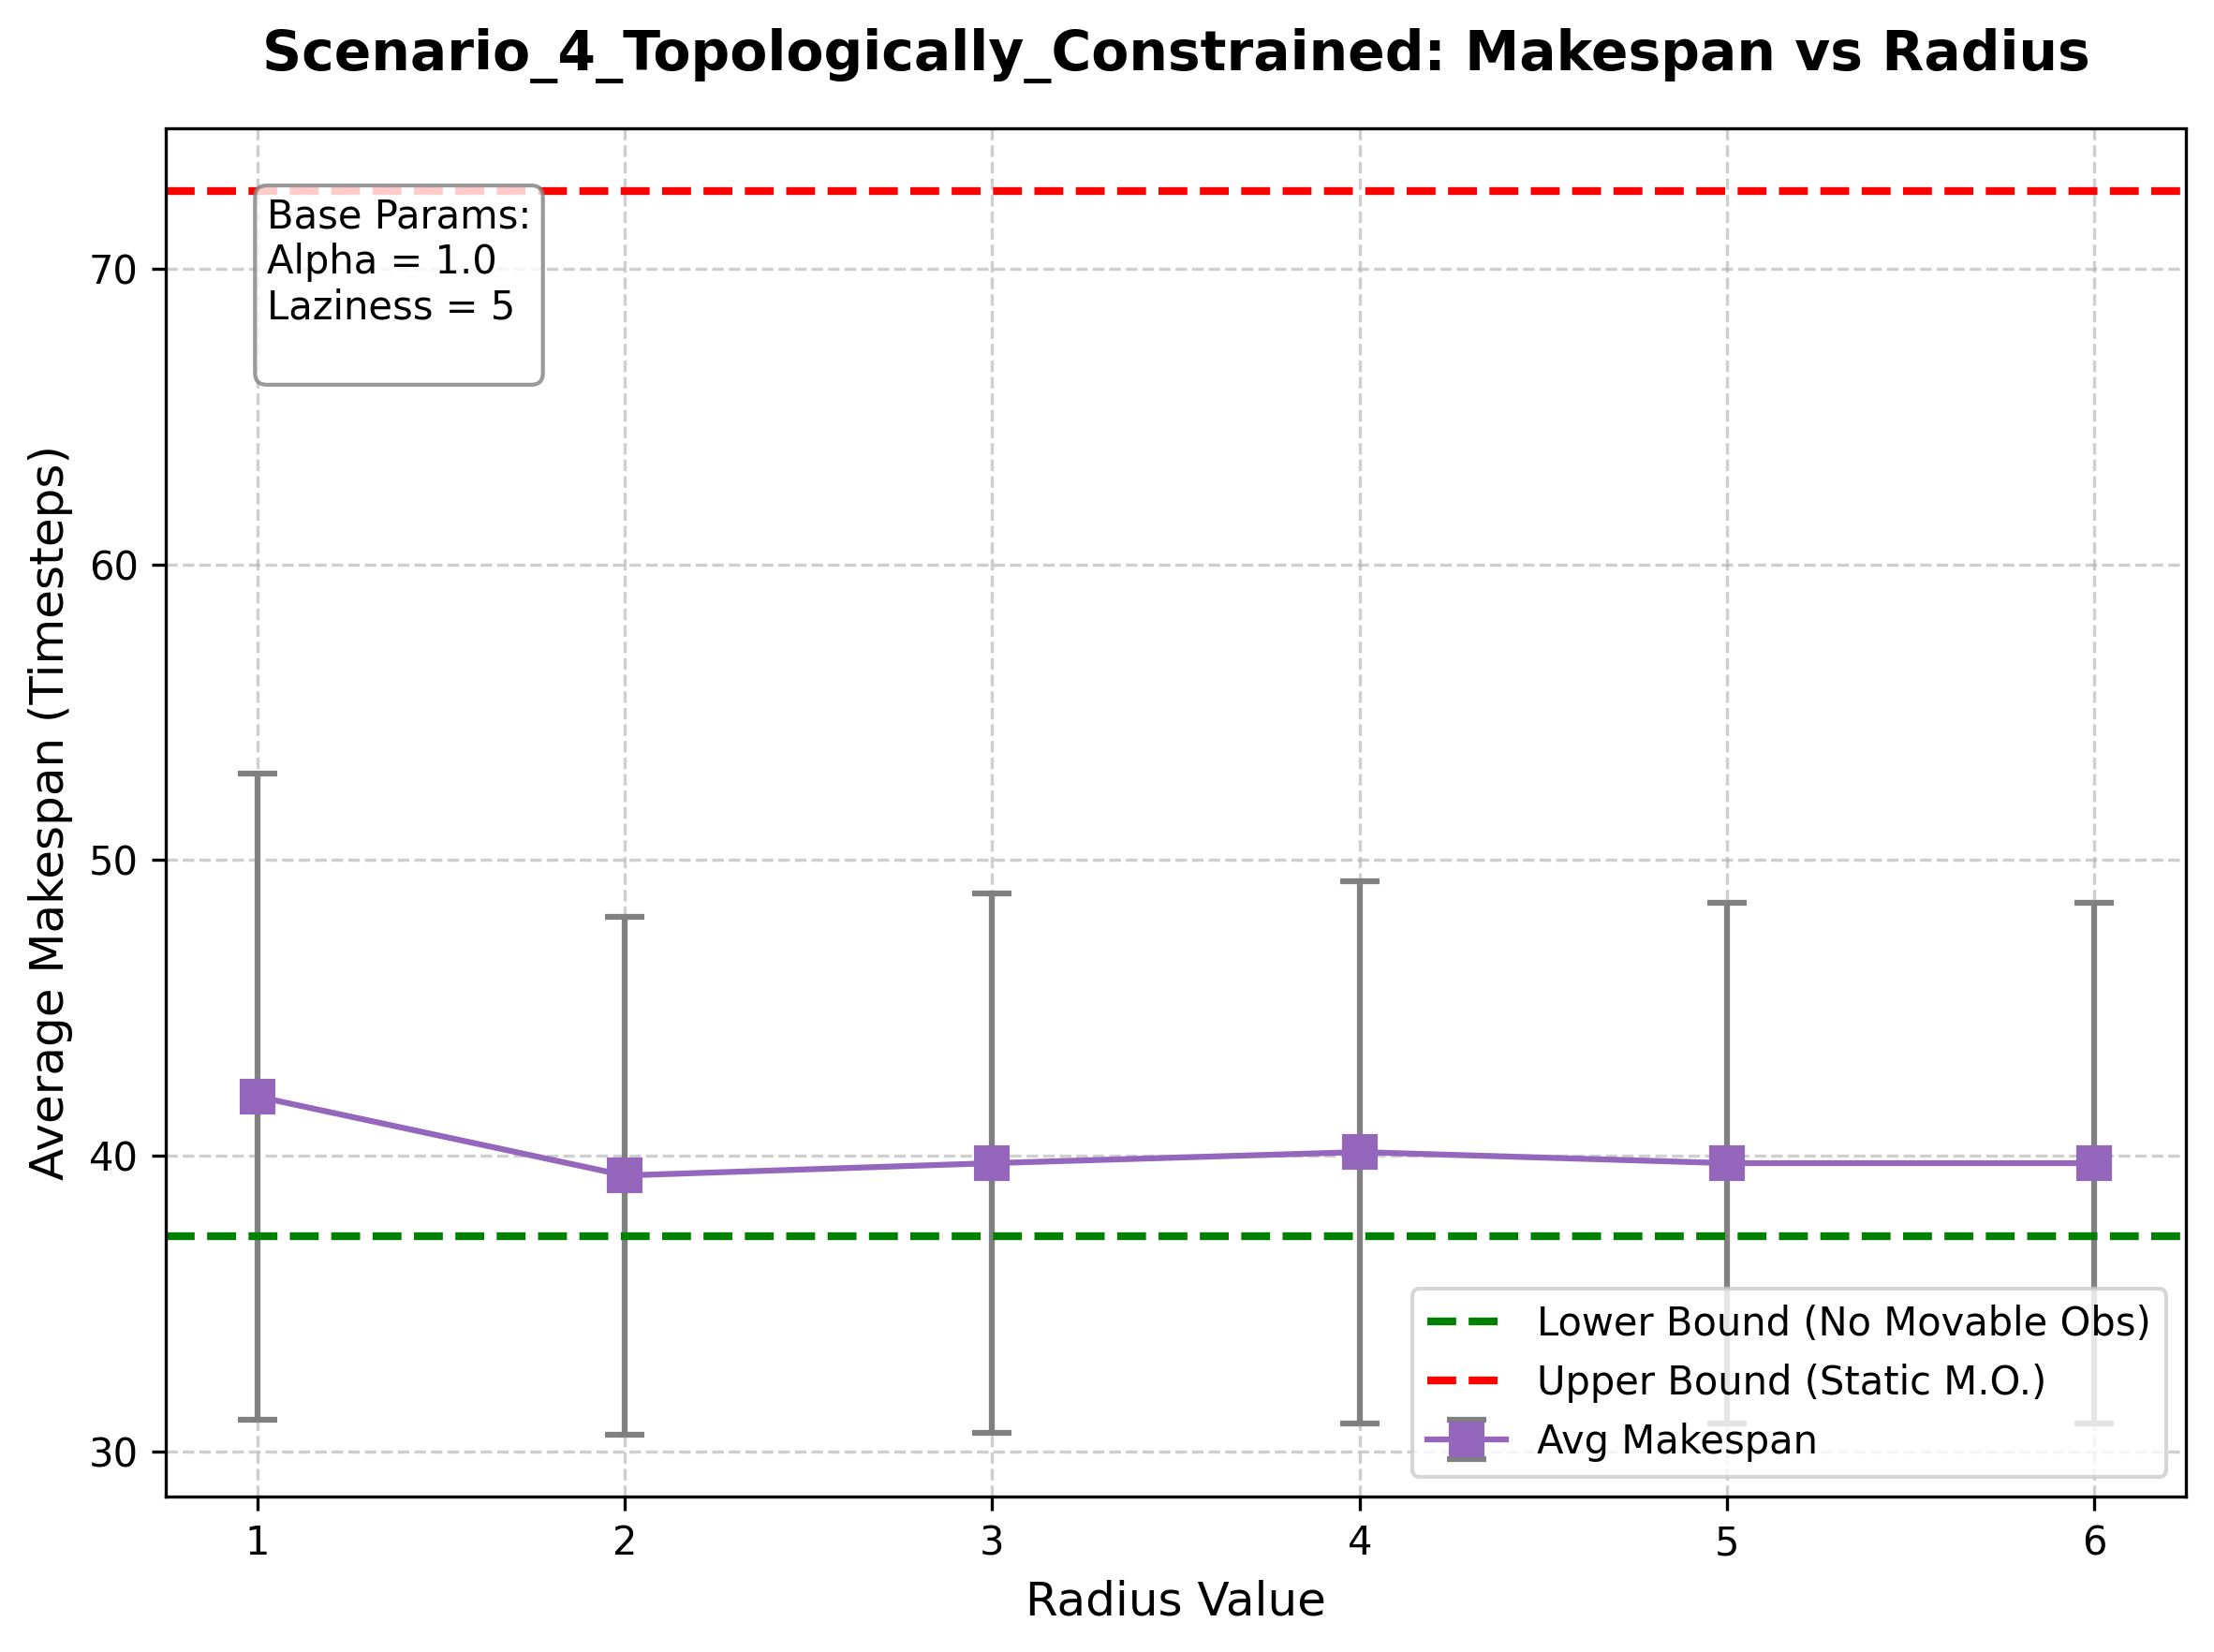 Scenario_4_Topologically_Constrained: Makespan vs Radius
Base Params:
Alpha = 1.0
Laziness = 5
Average Makespan (Timesteps)
70
60
50
40
30
Lower Bound (No Movable Obs)
Upper Bound (Static M.O.)
Avg Makespan
1 2 3 4 5 6
Radius Value